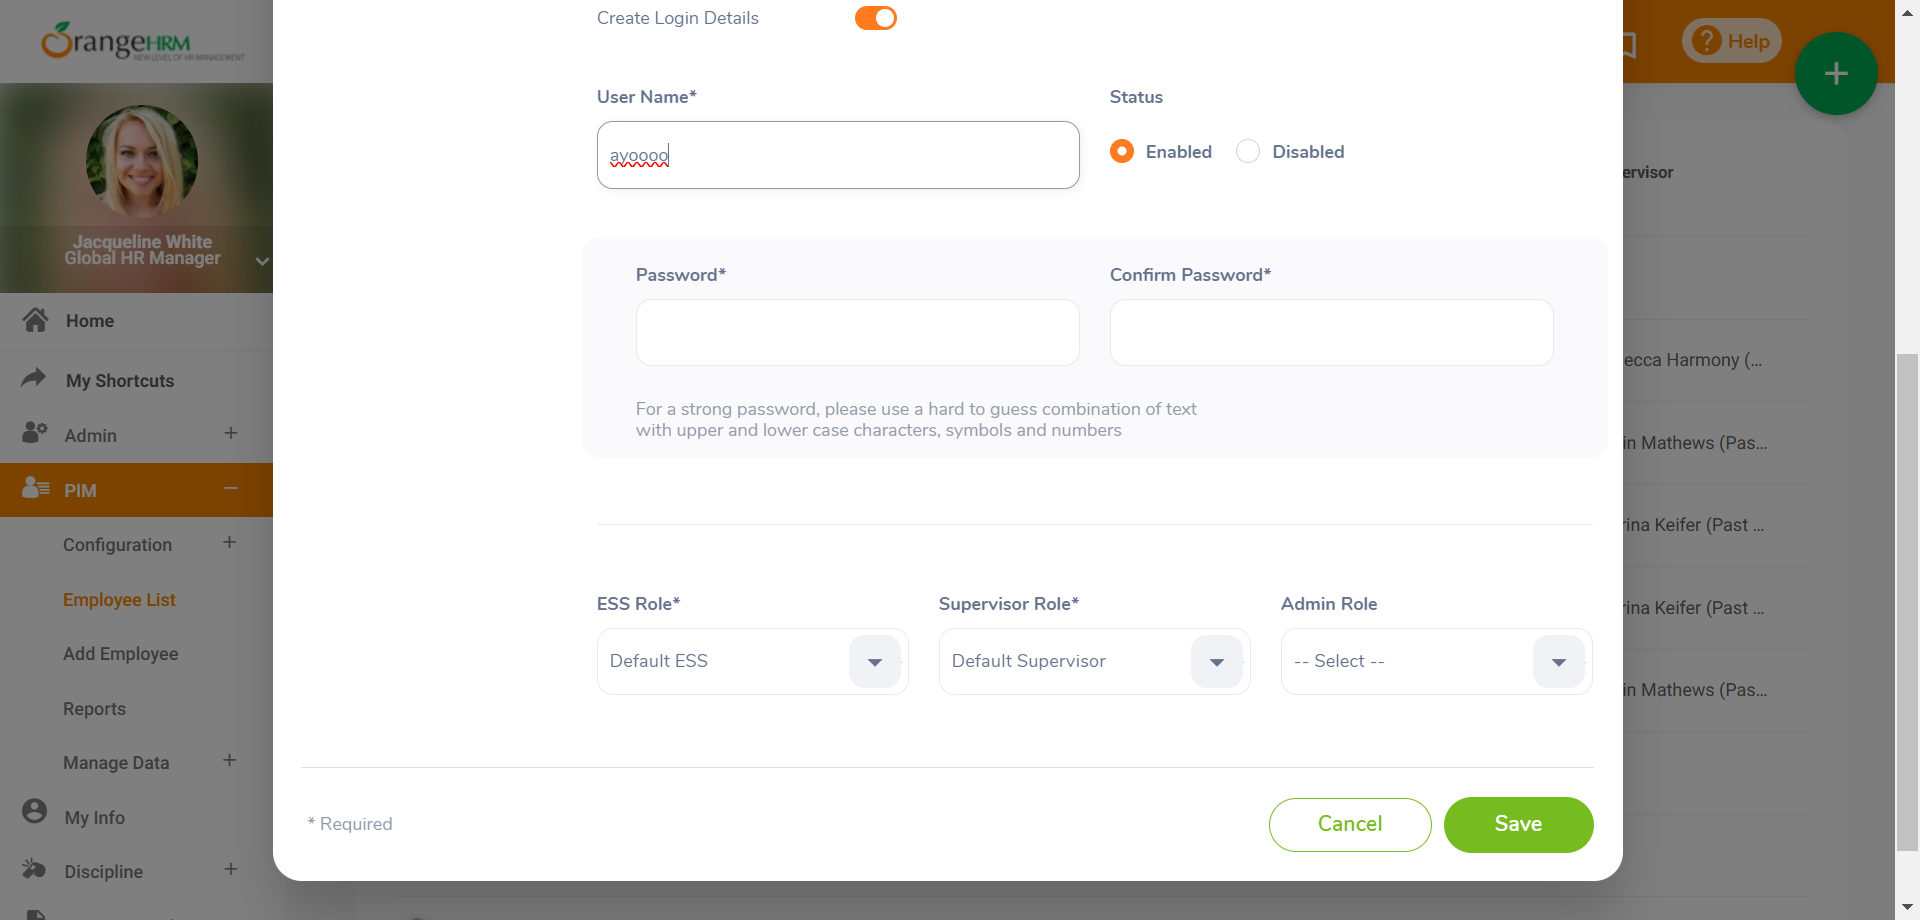 OrangeHRM
NEW LEVEL OF HR MANAGEMENT
Jacqueline White
Global HR Manager
Home
My Shortcuts
Admin
PIM
Configuration
Employee List
Add Employee
Reports
Manage Data
My Info
Discipline
Create Login Details
User Name*
ayoooo
Status
Enabled
Disabled
Password*
Confirm Password*
For a strong password, please use a hard to guess combination of text
with upper and lower case characters, symbols and numbers
ESS Role*
Default ESS
Supervisor Role*
Default Supervisor
Admin Role
-- Select --
* Required
Cancel
Save
Help
ervisor
ecca Harmony (...
in Mathews (Pas...
rina Keifer (Past ...
rina Keifer (Past ...
in Mathews (Pas...